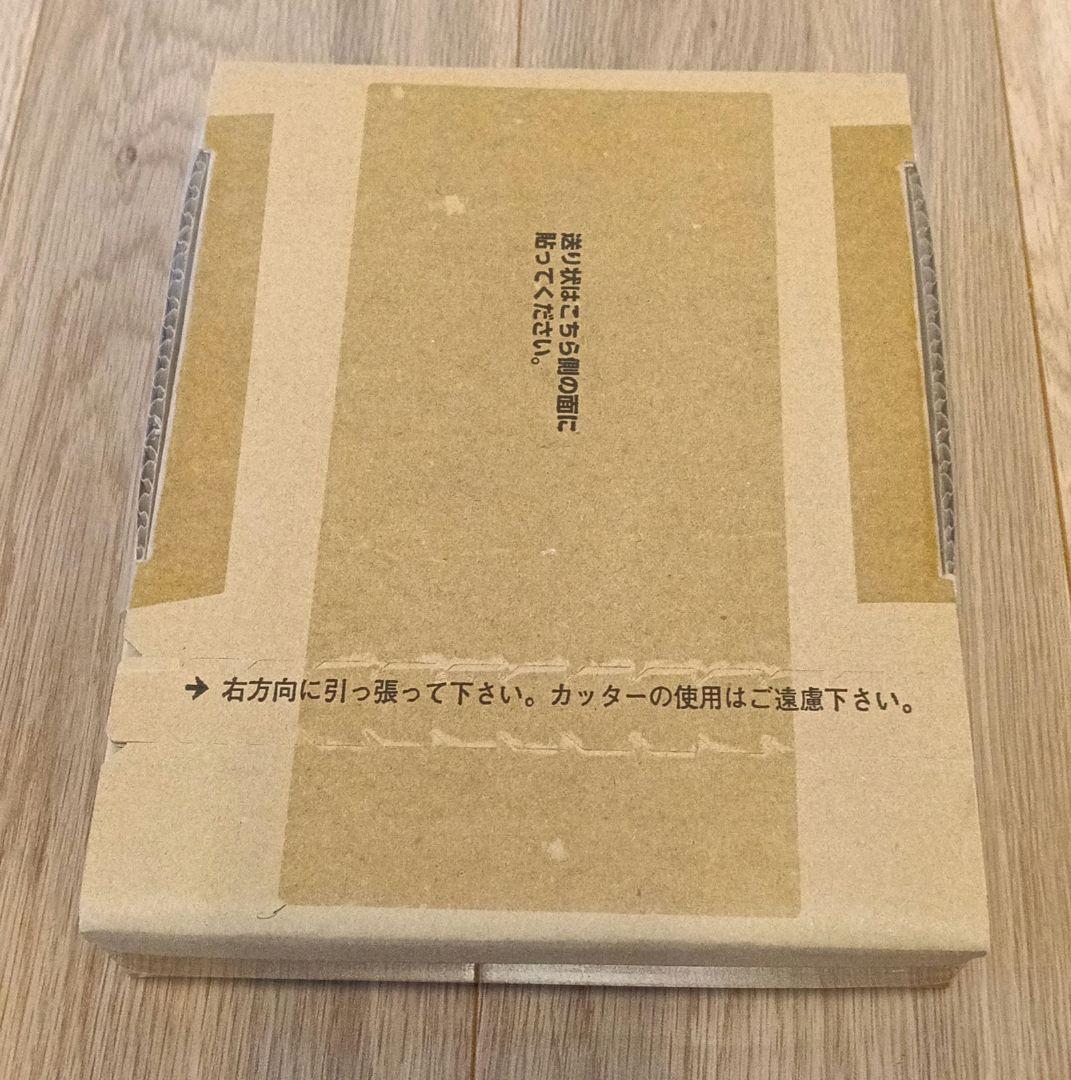 送り状はこちら側の面に
貼ってください。
→ 右方向に引っ張って下さい。カッターの使用はご遠慮下さい。